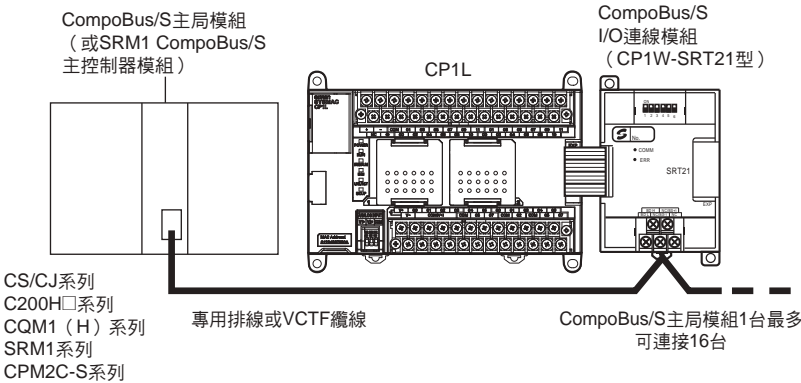 CompoBus/S主局模組
（或SRM1 CompoBus/S
主控制器模組）
CP1L
CompoBus/S
I/O連線模組
（CP1W-SRT21型）
No.
COMM
ERR
SRT21
EXP
CS/CJ系列
C200H□系列
CQM1（H）系列
SRM1系列
CPM2C-S系列
專用排線或VCTF纜線
CompoBus/S主局模組1台最多
可連接16台